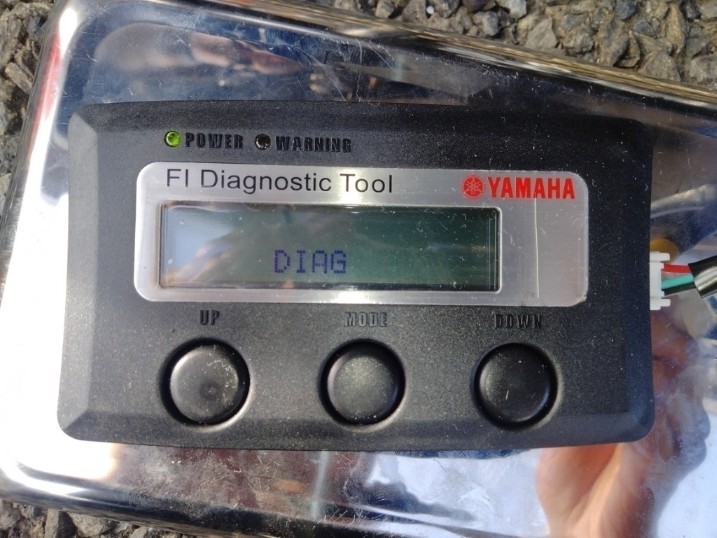 POWER WARNING
FI Diagnostic Tool YAMAHA
DIAG
UP MODE DOWN